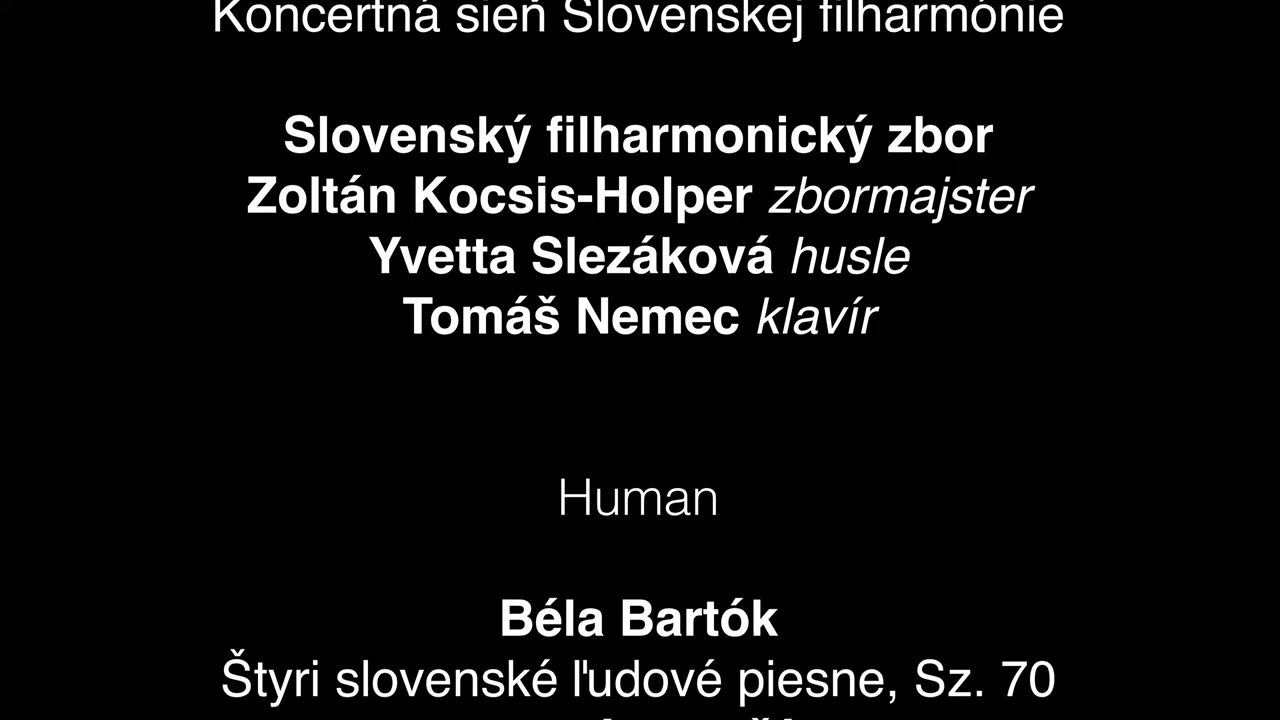 Koncertná sieň Slovenskej filharmónie
Slovenský filharmonický zbor
Zoltán Kocsis-Holper zbormajster
Yvetta Slezáková husle
Tomáš Nemec klavír
Human
Béla Bartók
Štyri slovenské ľudové piesne, Sz. 70